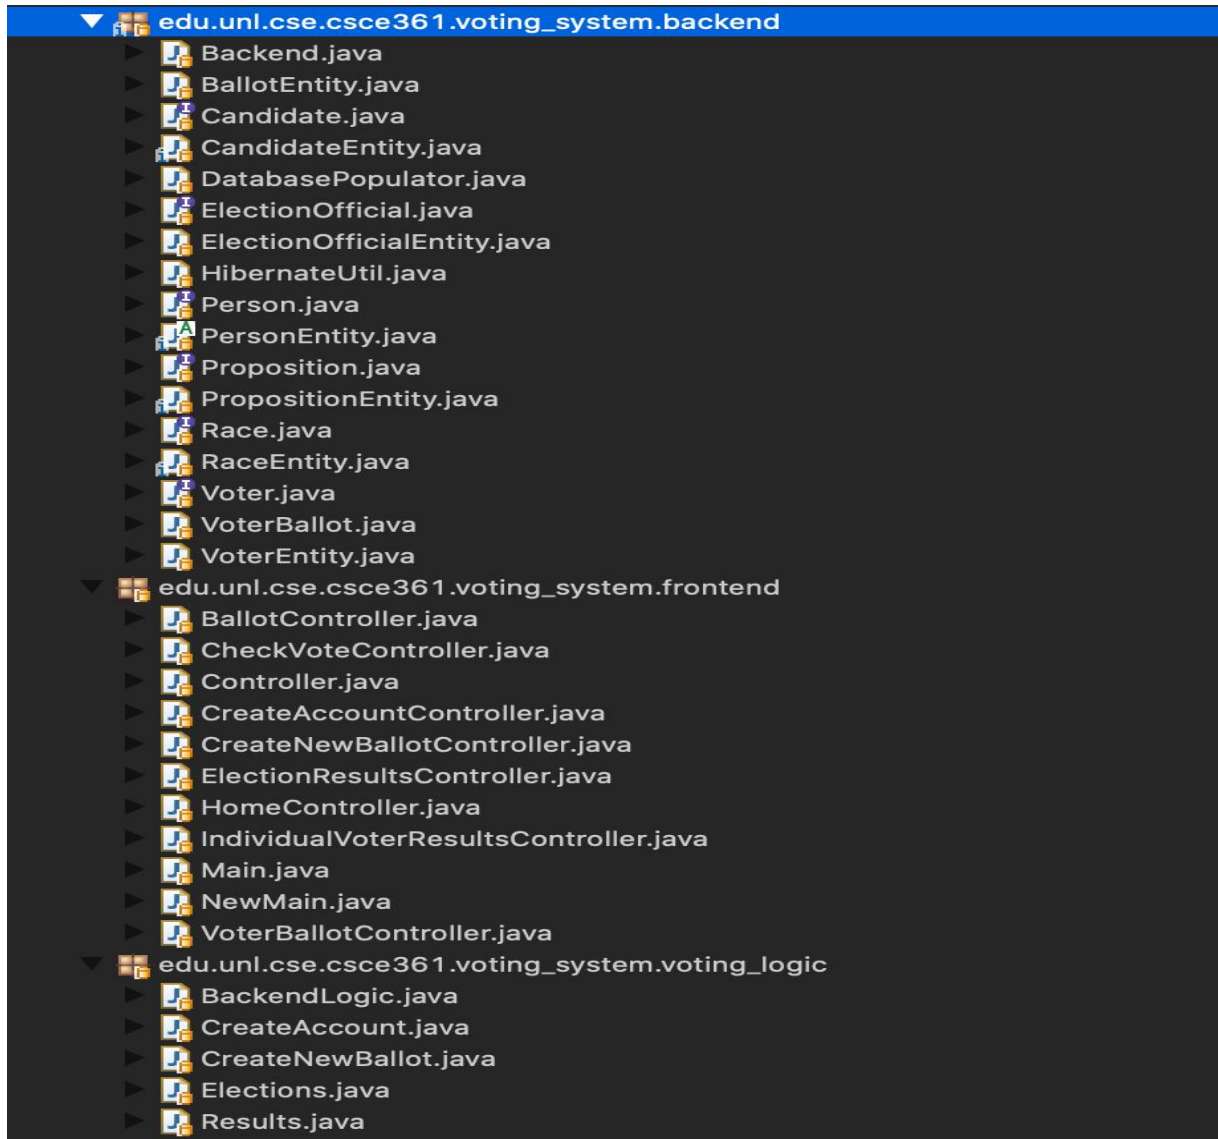 edu.unl.cse.csce361.voting_system.backend
Backend.java
BallotEntity.java
Candidate.java
CandidateEntity.java
DatabasePopulator.java
ElectionOfficial.java
ElectionOfficialEntity.java
HibernateUtil.java
Person.java
PersonEntity.java
Proposition.java
PropositionEntity.java
Race.java
RaceEntity.java
Voter.java
VoterBallot.java
VoterEntity.java
edu.unl.cse.csce361.voting_system.frontend
BallotController.java
CheckVoteController.java
Controller.java
CreateAccountController.java
CreateNewBallotController.java
ElectionResultsController.java
HomeController.java
IndividualVoterResultsController.java
Main.java
NewMain.java
VoterBallotController.java
edu.unl.cse.csce361.voting_system.voting_logic
BackendLogic.java
CreateAccount.java
CreateNewBallot.java
Elections.java
Results.java